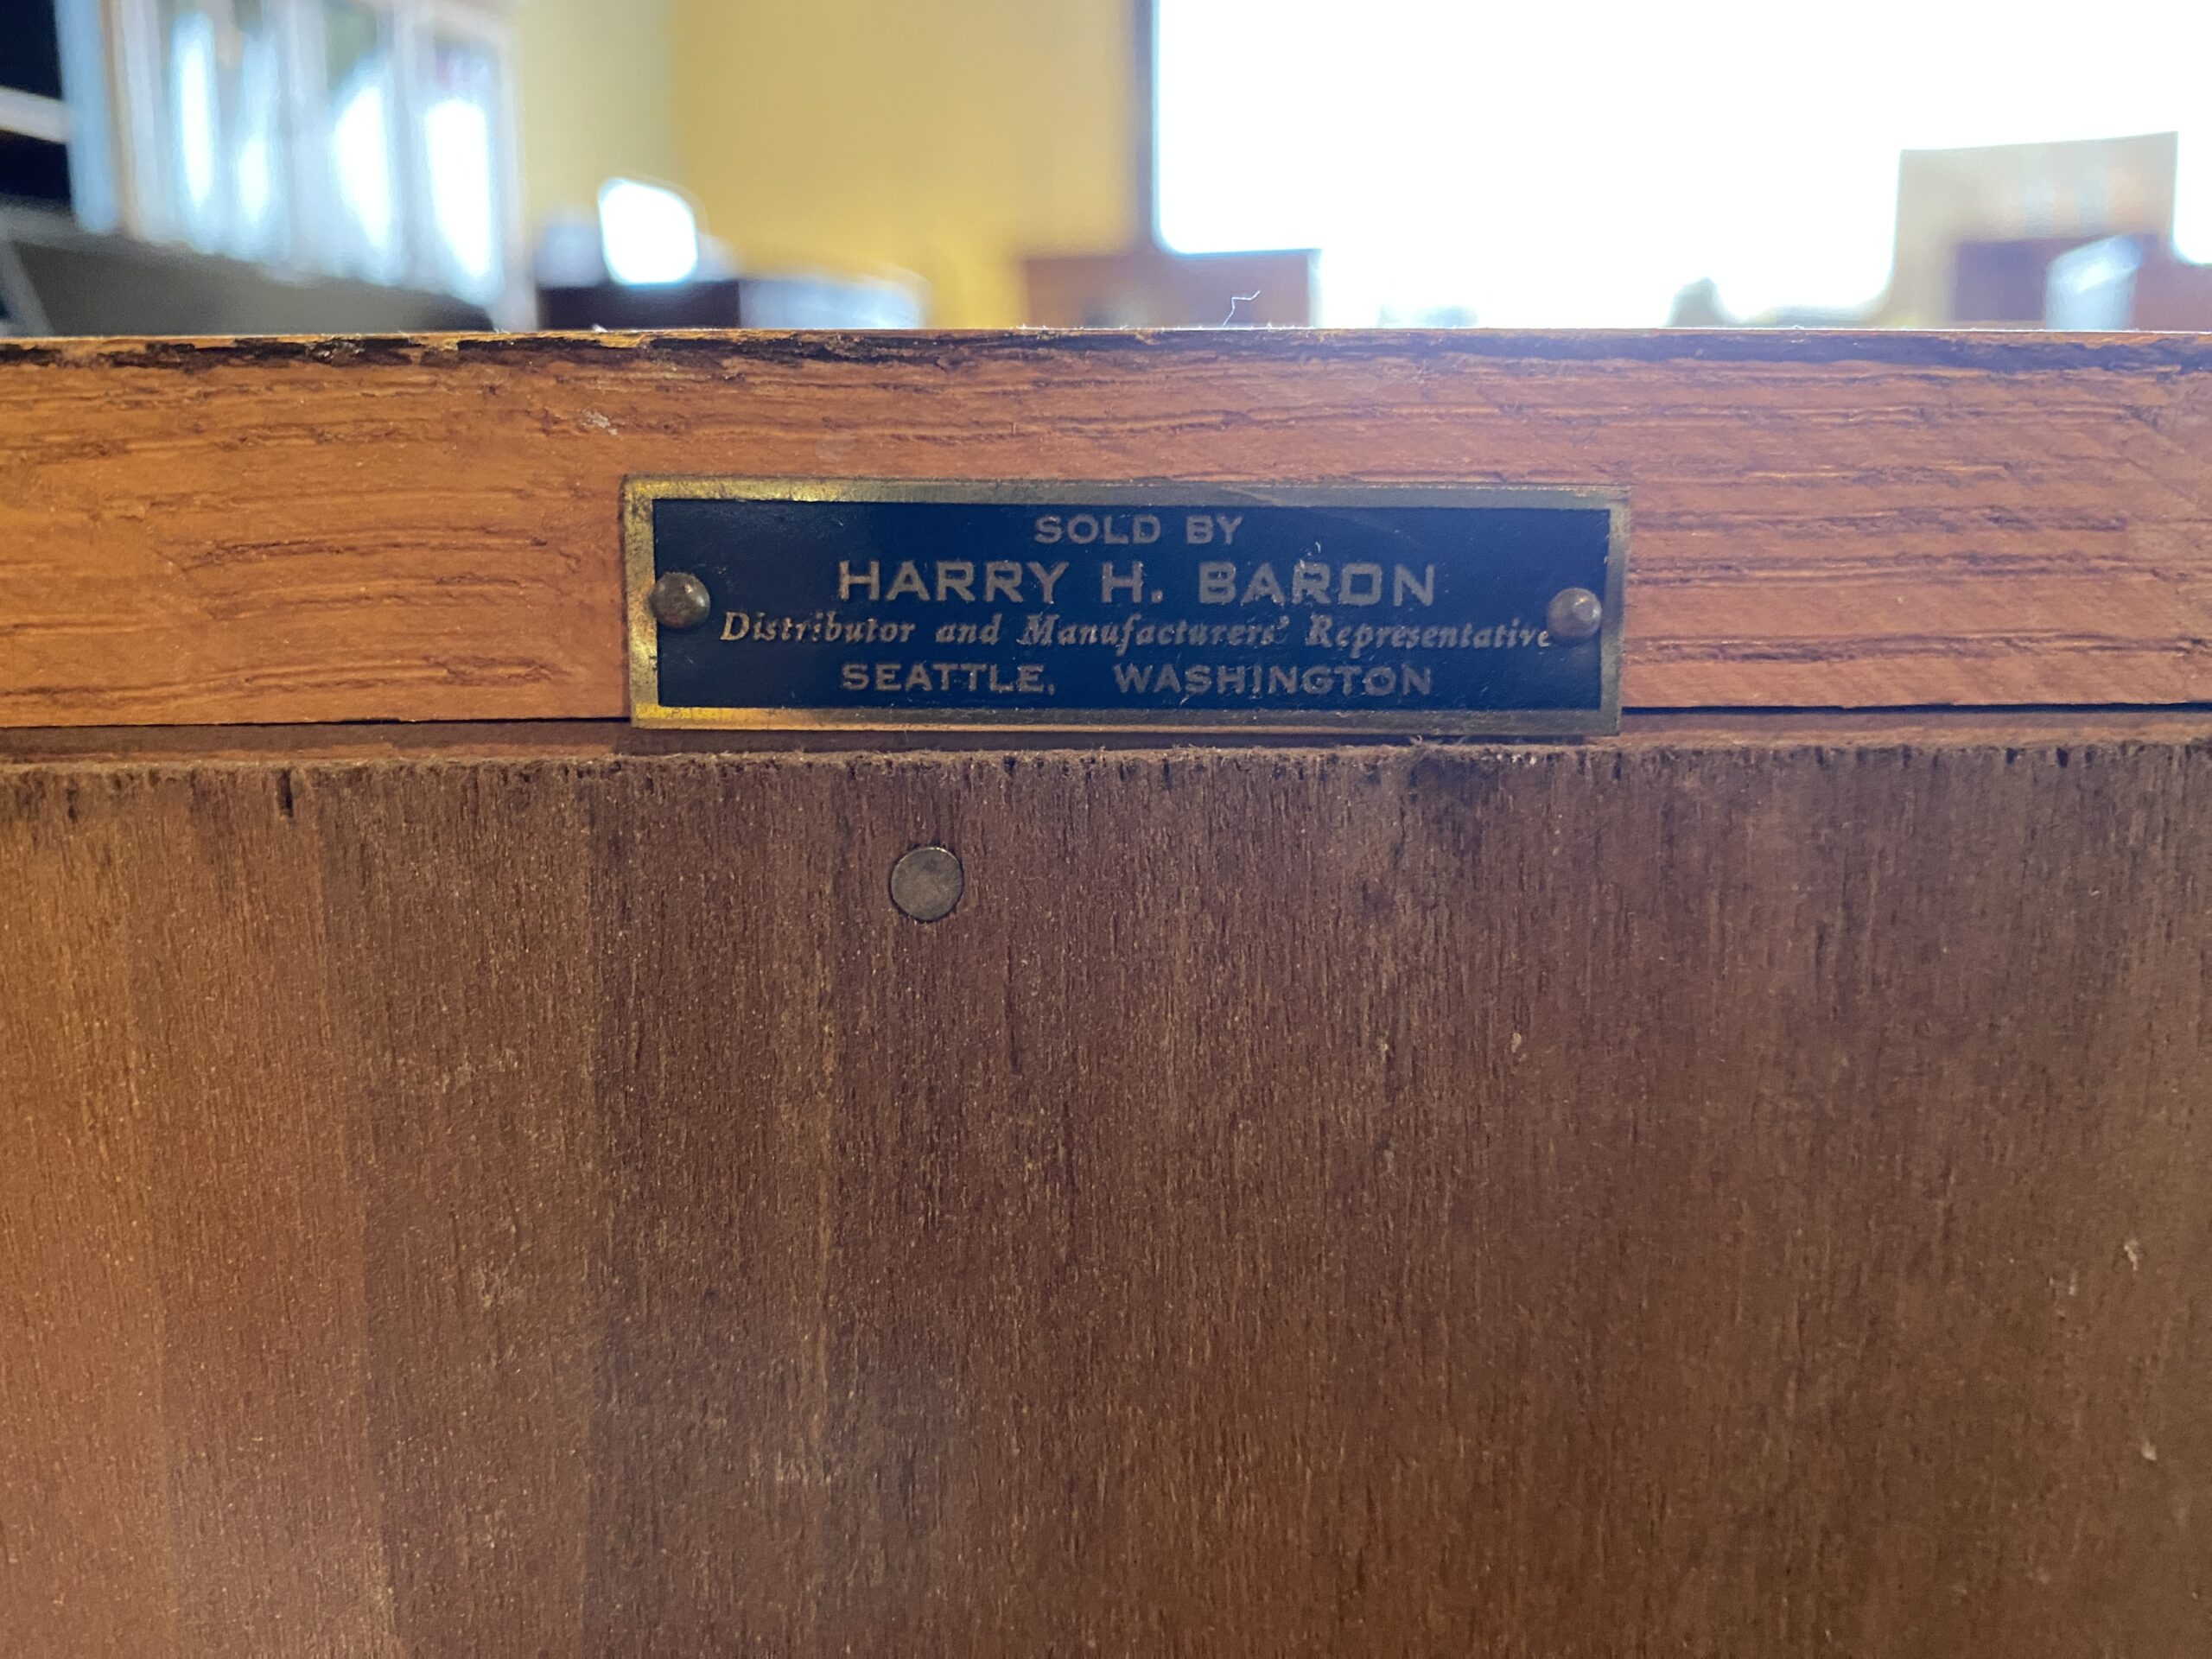 SOLD BY
HARRY H. BARON
Distributor and Manufacturers' Representative
SEATTLE, WASHINGTON